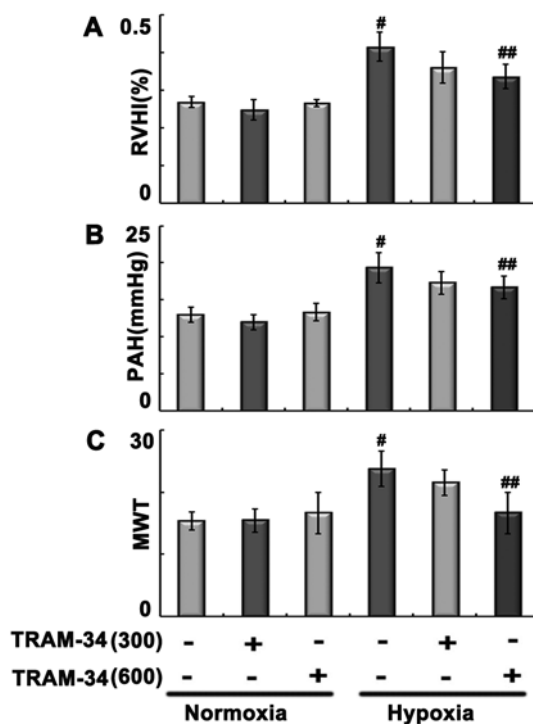 A
0.5
RVHI(%)
0
#
##
B
25
PAH(mmHg)
0
#
##
C
30
MWT
0
#
##
TRAM-34(300) - + - - + -
TRAM-34(600) - - + - - +
Normoxia Hypoxia